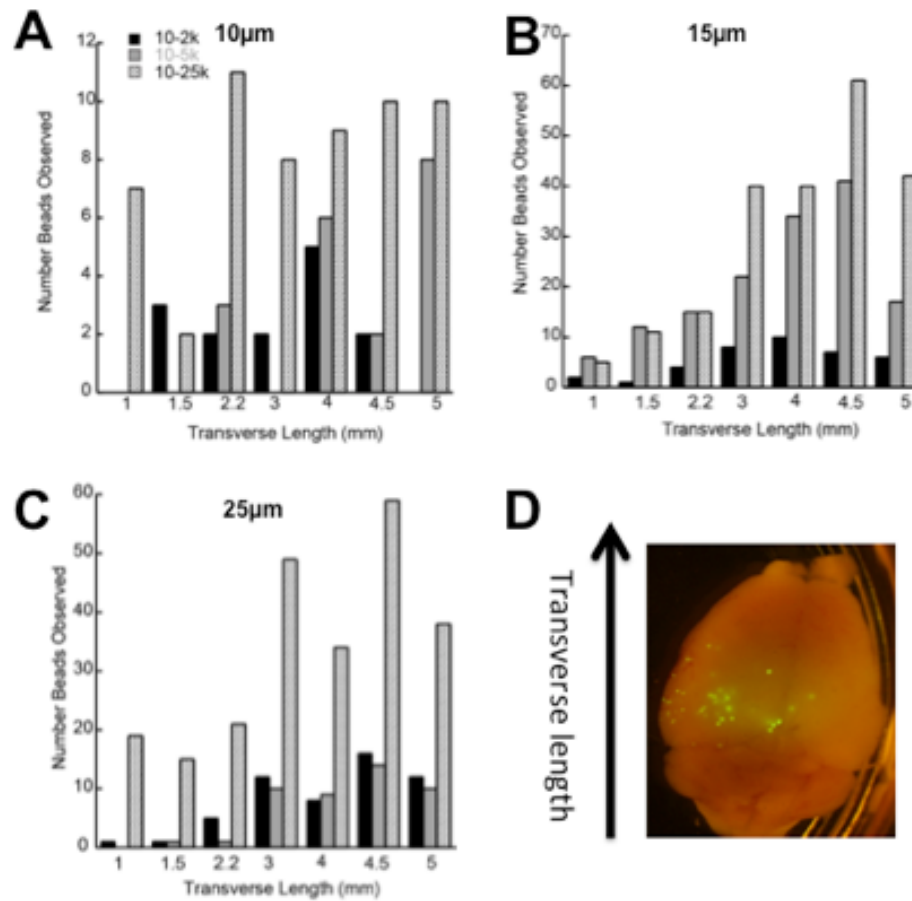 A
10µm
10-2k
10-5k
10-25k
12
10
8
6
4
2
0
Number Beads Observed
1 1.5 2.2 3 4 4.5 5
Transverse Length (mm)
B
15µm
70
60
50
40
30
20
10
0
Number Beads Observed
1 1.5 2.2 3 4 4.5 5
Transverse Length (mm)
C
25µm
60
50
40
30
20
10
0
Number Beads Observed
1 1.5 2.2 3 4 4.5 5
Transverse Length (mm)
D
Transverse length